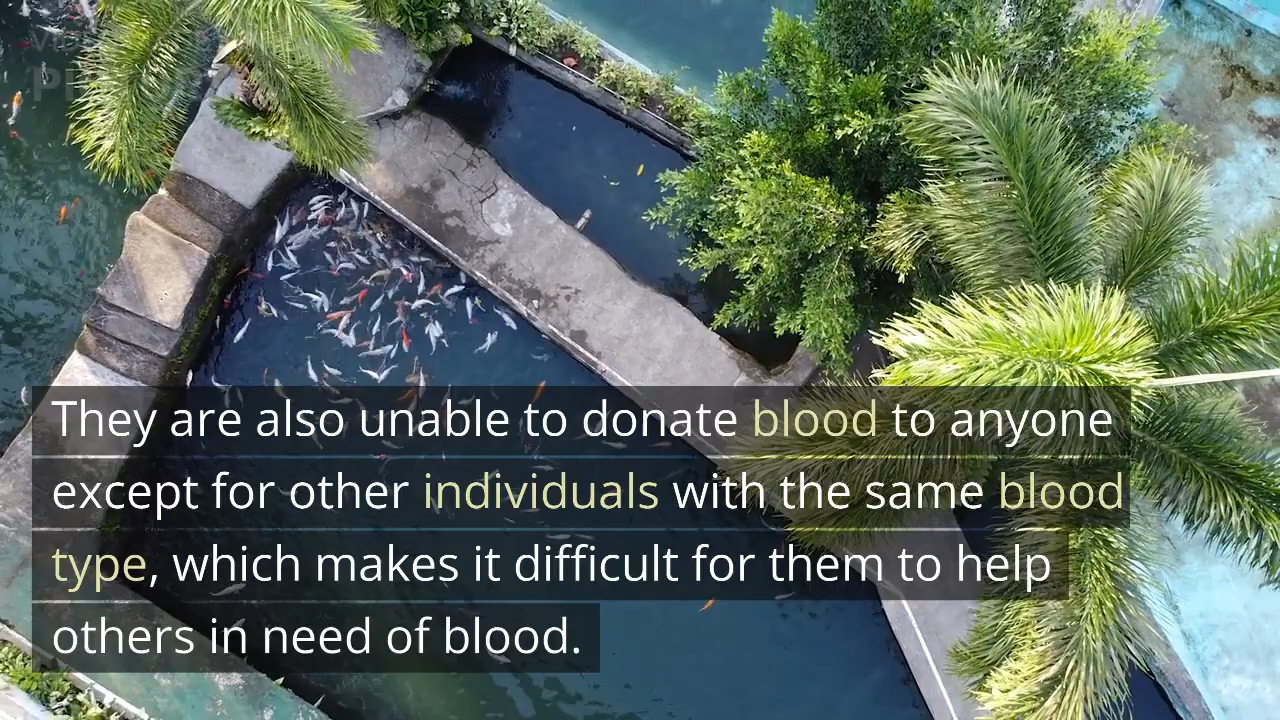 They are also unable to donate blood to anyone
except for other individuals with the same blood
type, which makes it difficult for them to help
others in need of blood.